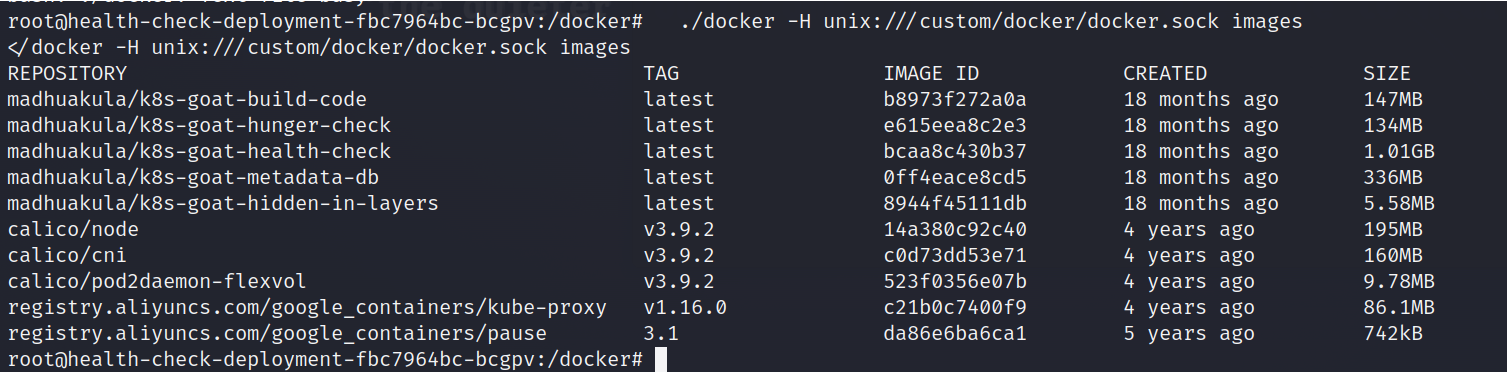 root@health-check-deployment-fbc7964bc-bcgpv:/docker#   ./docker -H unix:///custom/docker/docker.sock images
</docker -H unix:///custom/docker/docker.sock images
REPOSITORY TAG IMAGE ID CREATED SIZE
madhuakula/k8s-goat-build-code latest b8973f272a0a 18 months ago 147MB
madhuakula/k8s-goat-hunger-check latest e615eea8c2e3 18 months ago 134MB
madhuakula/k8s-goat-health-check latest bcaa8c430b37 18 months ago 1.01GB
madhuakula/k8s-goat-metadata-db latest 0ff4eace8cd5 18 months ago 336MB
madhuakula/k8s-goat-hidden-in-layers latest 8944f45111db 18 months ago 5.58MB
calico/node v3.9.2 14a380c92c40 4 years ago 195MB
calico/cni v3.9.2 c0d73dd53e71 4 years ago 160MB
calico/pod2daemon-flexvol v3.9.2 523f0356e07b 4 years ago 9.78MB
registry.aliyuncs.com/google_containers/kube-proxy v1.16.0 c21b0c7400f9 4 years ago 86.1MB
registry.aliyuncs.com/google_containers/pause 3.1 da86e6ba6ca1 5 years ago 742kB
root@health-check-deployment-fbc7964bc-bcgpv:/docker#